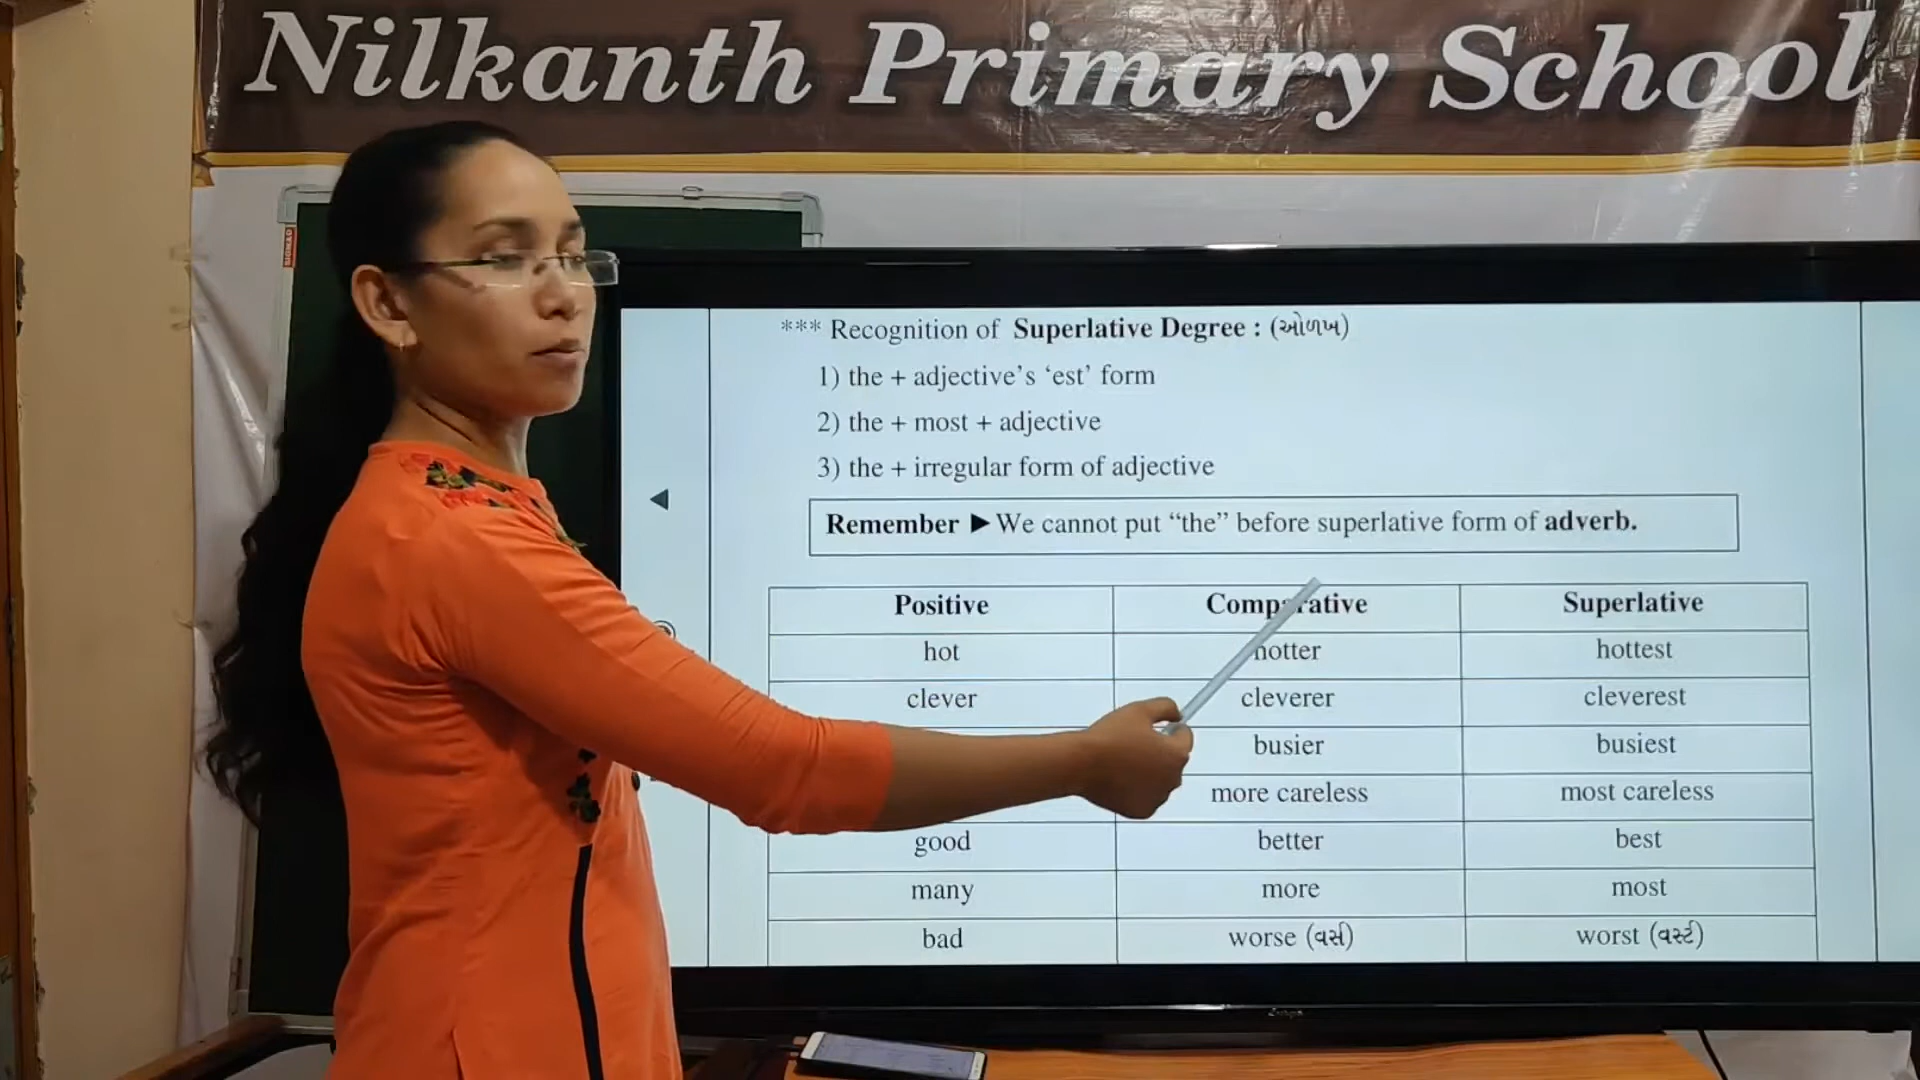 Nilkanth Primary School
SIGMAD
*** Recognition of Superlative Degree : (ઓળખ)
1) the + adjective's 'est' form
2) the + most + adjective
3) the + irregular form of adjective
Remember ▶ We cannot put “the” before superlative form of adverb.
Positive Comparative Superlative
hot hotter hottest
clever cleverer cleverest
busier busiest
more careless most careless
good better best
many more most
bad worse (વર્સ) worst (વર્સ્ટ)